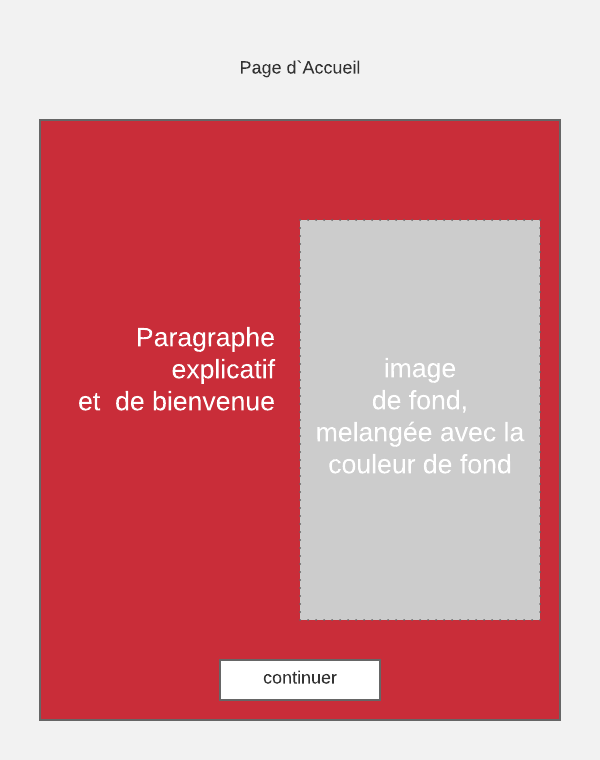 Page d`Accueil
Paragraphe
explicatif
et  de bienvenue
image
de fond,
melangée avec la
couleur de fond
continuer